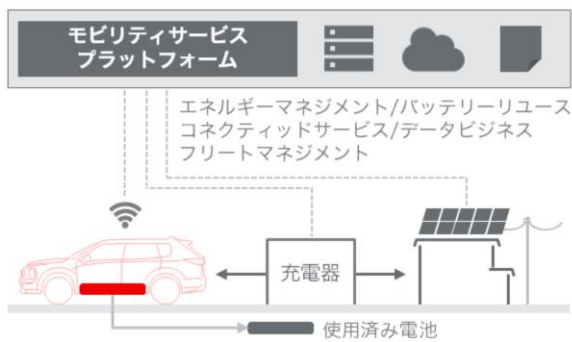 モビリティサービス
プラットフォーム
エネルギーマネジメント/バッテリーリユース
コネクティッドサービス/データビジネス
フリートマネジメント
充電器
使用済み電池